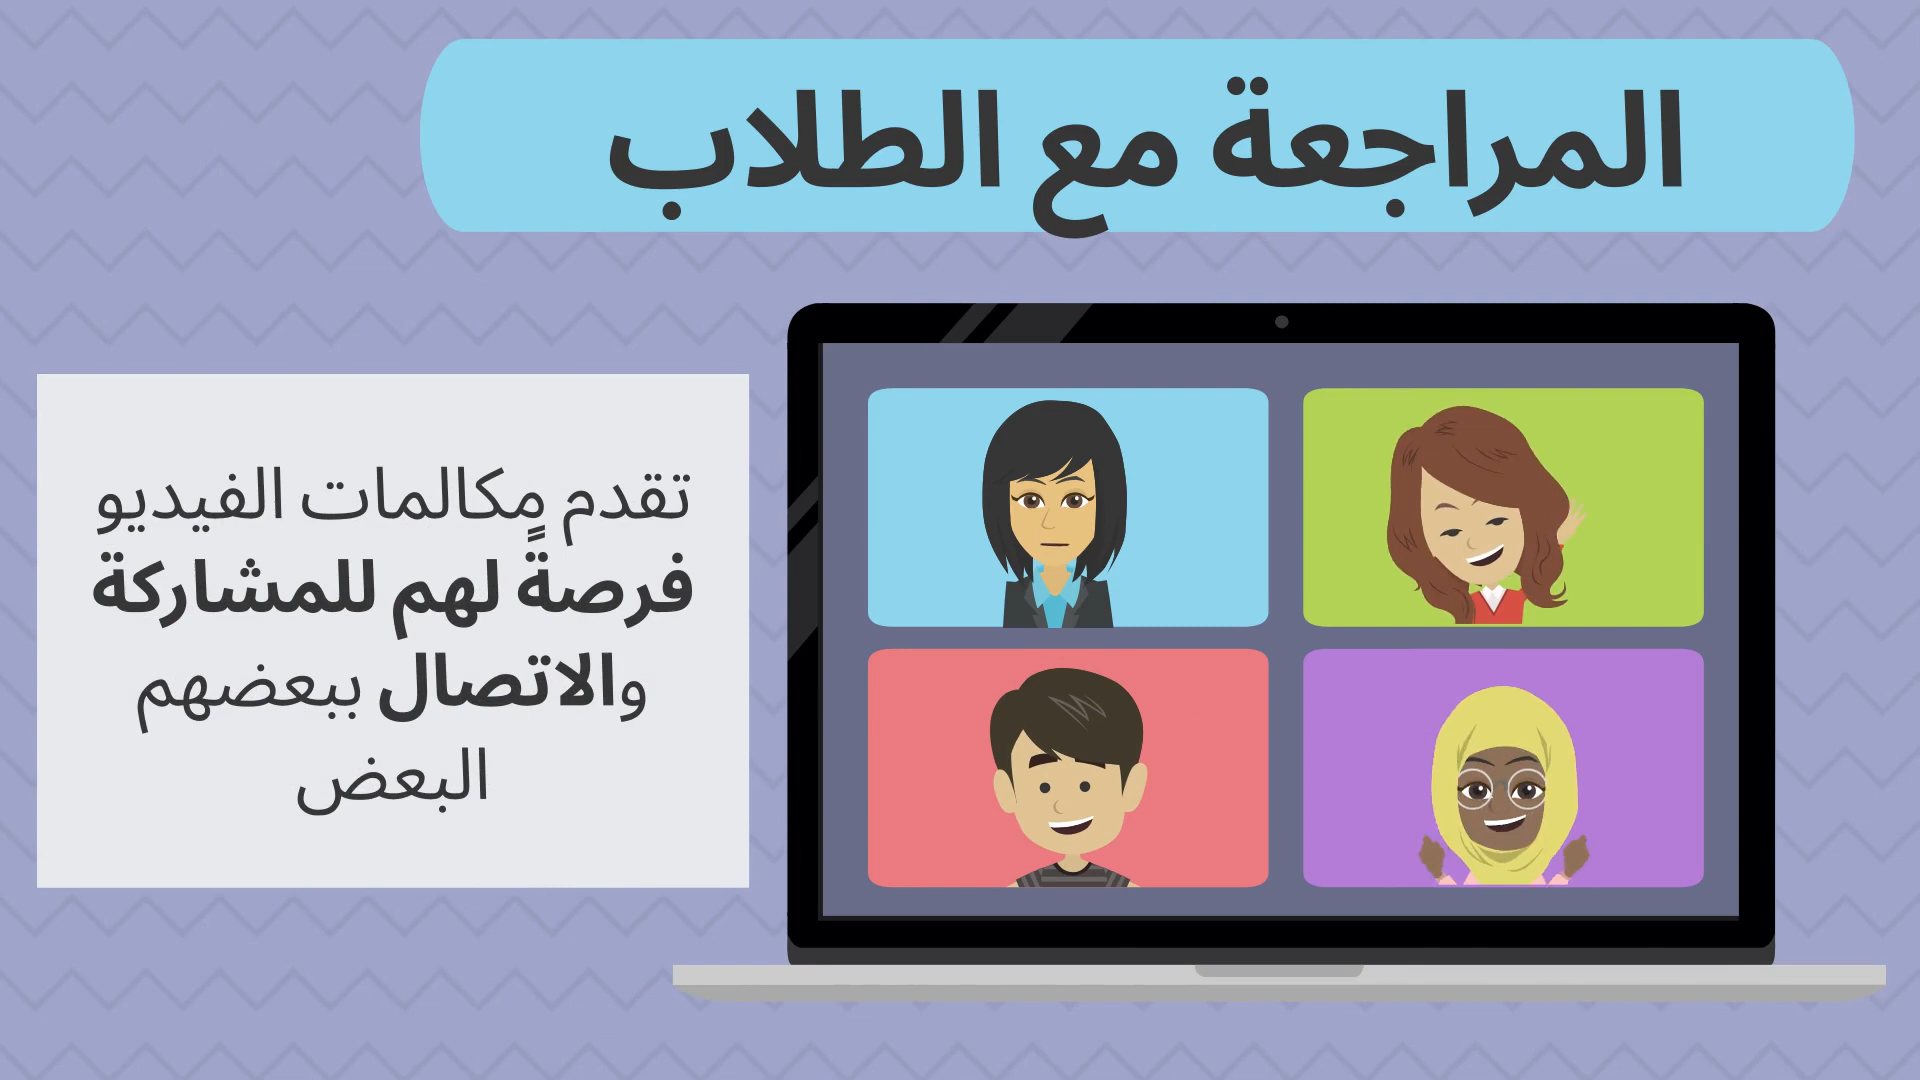 المراجعة مع الطلاب
تقدم مكالمات الفيديو
فرصةً لهم للمشاركة
والاتصال ببعضهم
البعض